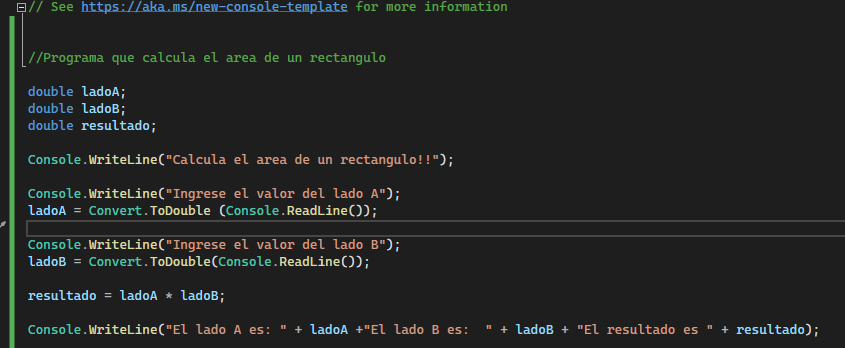 // See https://aka.ms/new-console-template for more information
//Programa que calcula el area de un rectangulo
double ladoA;
double ladoB;
double resultado;
Console.WriteLine("Calcula el area de un rectangulo!!");
Console.WriteLine("Ingrese el valor del lado A");
ladoA = Convert.ToDouble (Console.ReadLine());
Console.WriteLine("Ingrese el valor del lado B");
ladoB = Convert.ToDouble(Console.ReadLine());
resultado = ladoA * ladoB;
Console.WriteLine("El lado A es: " + ladoA +"El lado B es:  " + ladoB + "El resultado es " + resultado);